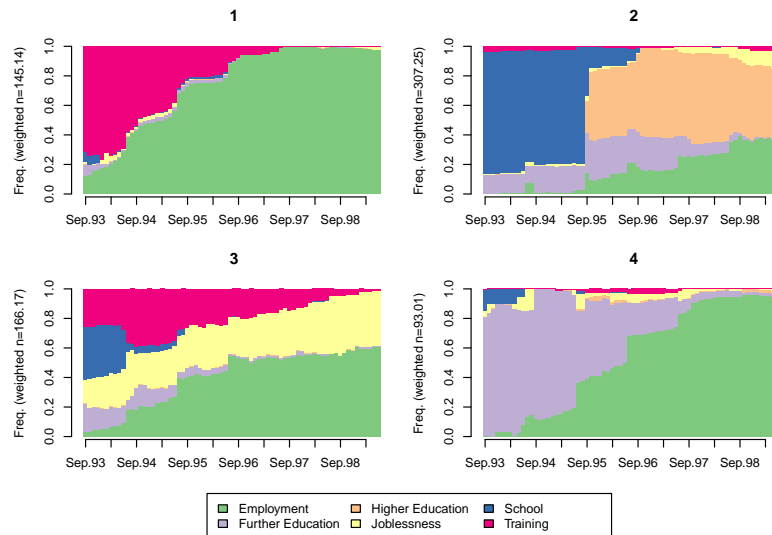 1
Freq. (weighted n=145.14)
0.0 0.2 0.4 0.6 0.8 1.0
Sep.93 Sep.94 Sep.95 Sep.96 Sep.97 Sep.98
2
Freq. (weighted n=307.25)
0.0 0.2 0.4 0.6 0.8 1.0
Sep.93 Sep.94 Sep.95 Sep.96 Sep.97 Sep.98
3
Freq. (weighted n=166.17)
0.0 0.2 0.4 0.6 0.8 1.0
Sep.93 Sep.94 Sep.95 Sep.96 Sep.97 Sep.98
4
Freq. (weighted n=93.01)
0.0 0.2 0.4 0.6 0.8 1.0
Sep.93 Sep.94 Sep.95 Sep.96 Sep.97 Sep.98
Employment Higher Education School
Further Education Joblessness Training